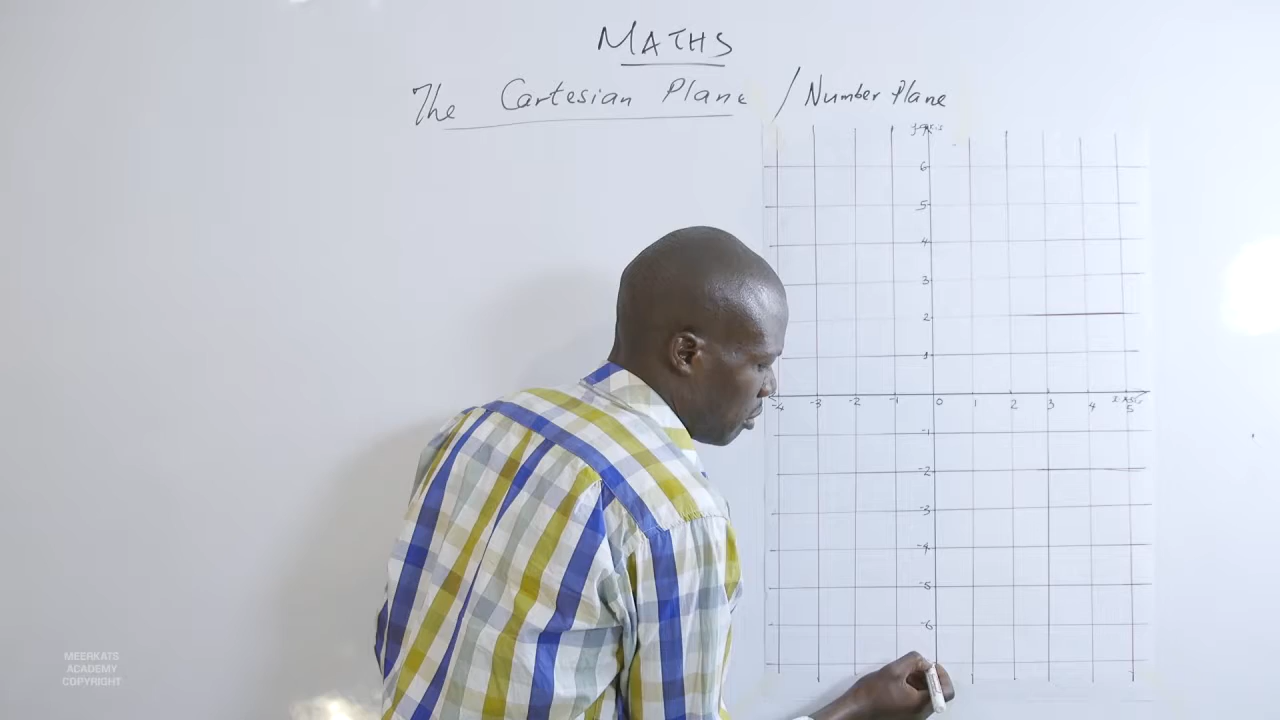 MATHS
The Cartesian Plane / Number Plane
6
5
4
3
2
1
-4 -3 -2 -1 0 1 2 3 4 5
-1
-2
-3
-4
-5
-6
MEERKATS
ACADEMY
COPYRIGHT